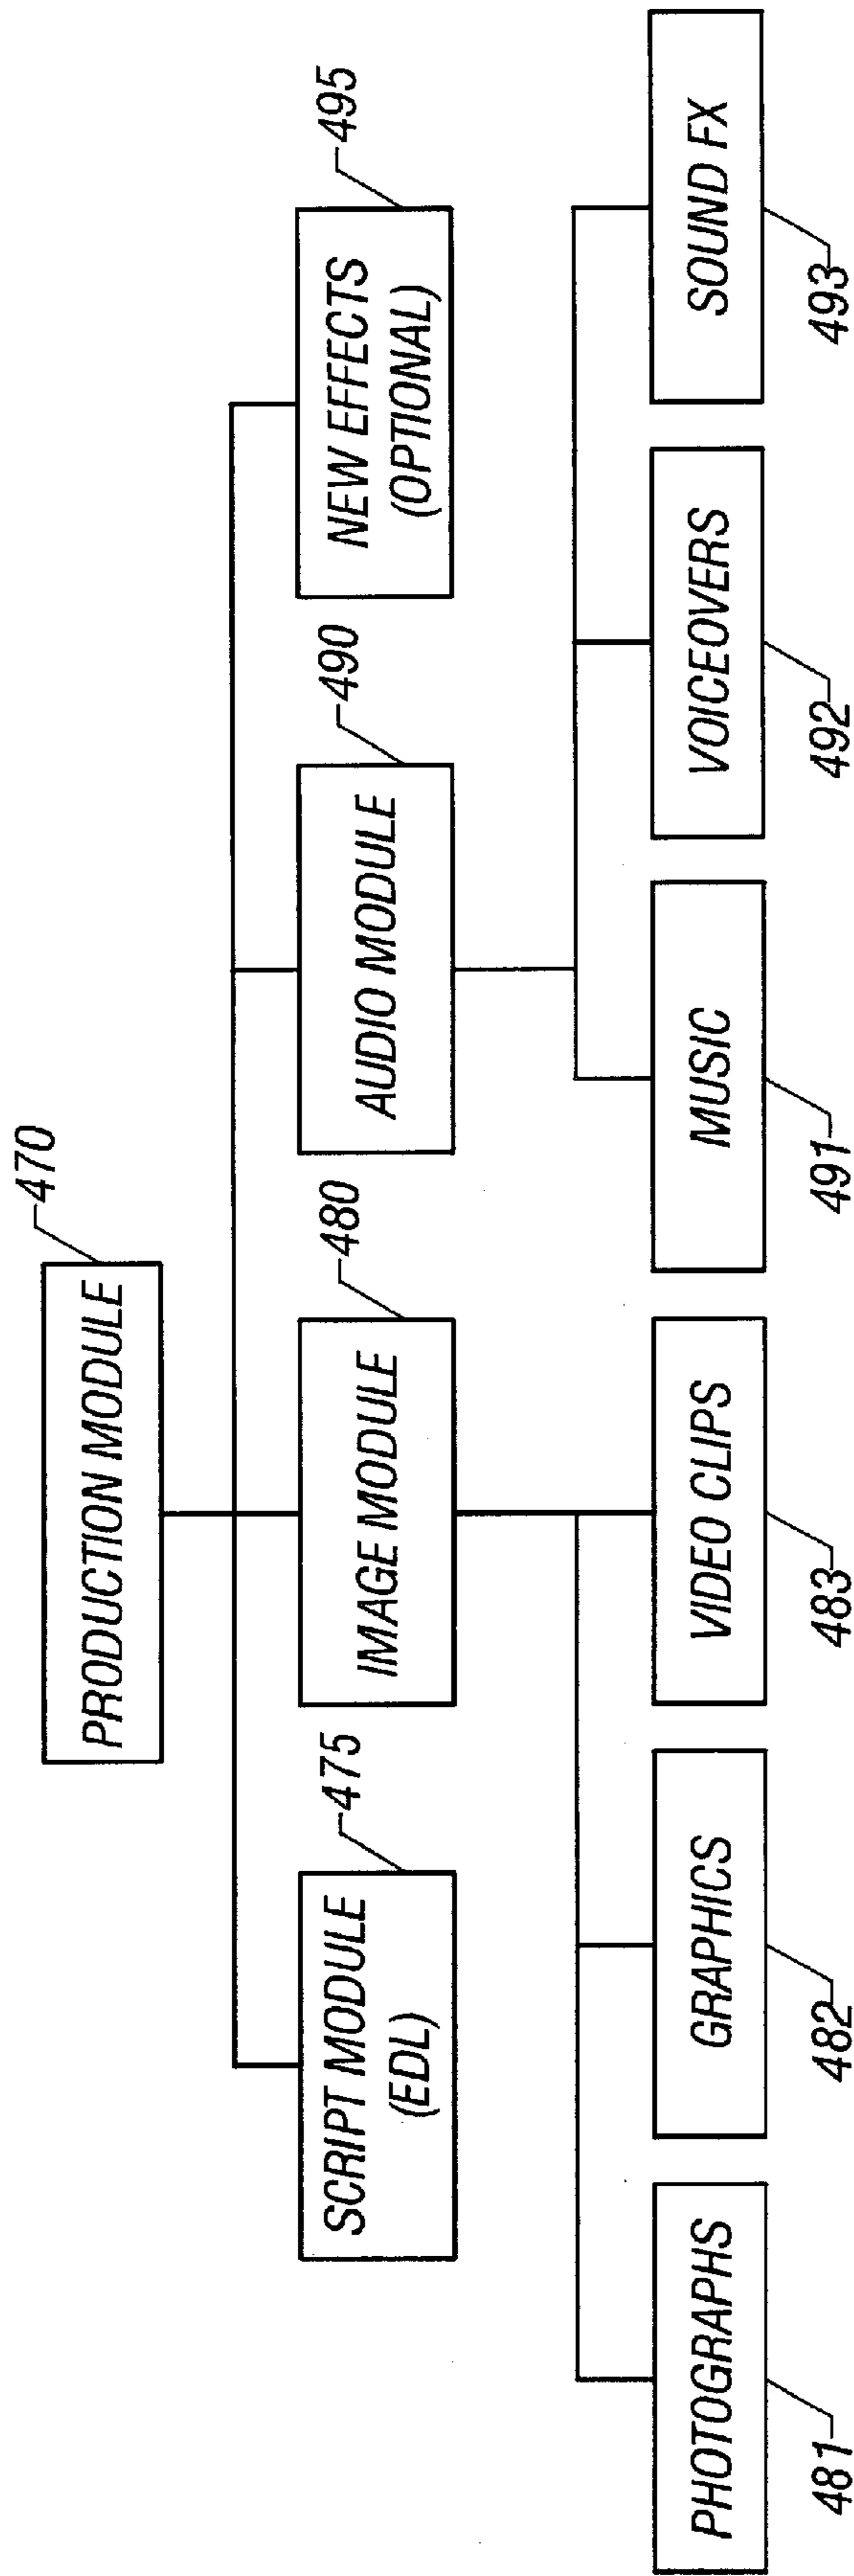 PRODUCTION MODULE
470
SCRIPT MODULE
(EDL)
475
IMAGE MODULE
480
AUDIO MODULE
490
NEW EFFECTS
(OPTIONAL)
495
PHOTOGRAPHS
481
GRAPHICS
482
VIDEO CLIPS
483
MUSIC
491
VOICEOVERS
492
SOUND FX
493